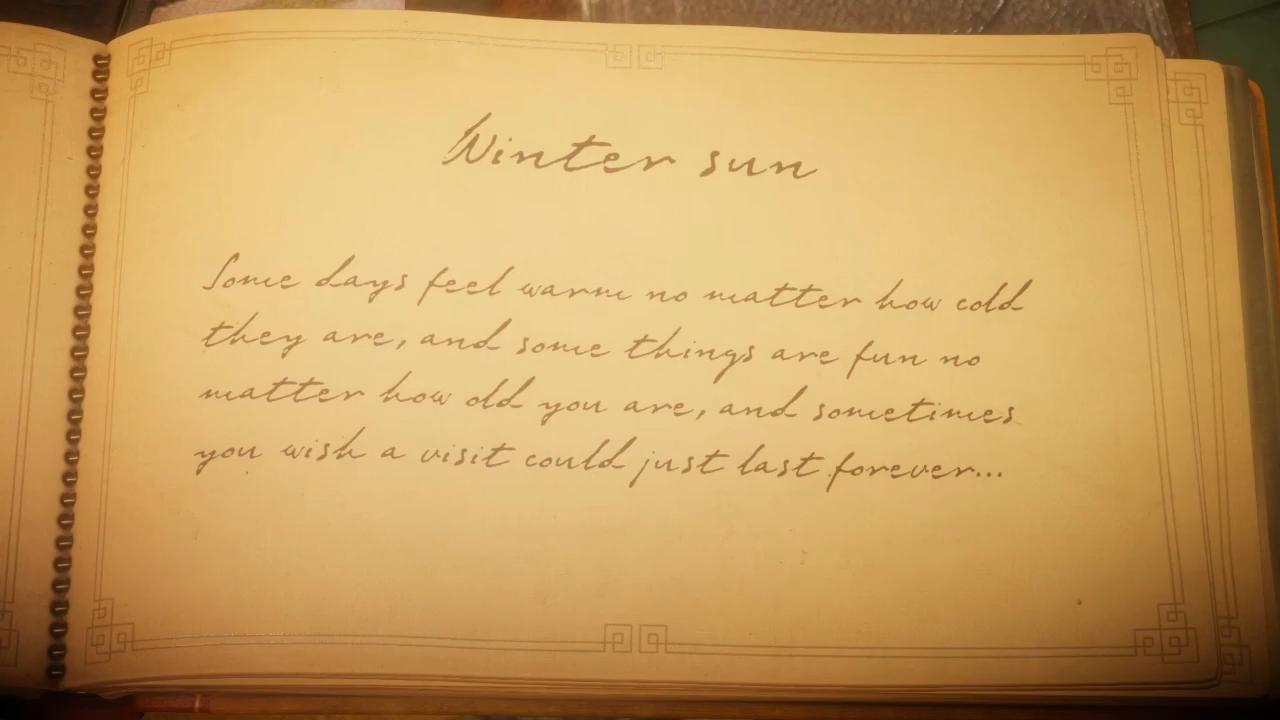 Winter sun
Some days feel warm no matter how cold
they are, and some things are fun no
matter how old you are, and sometimes
you wish a visit could just last forever...